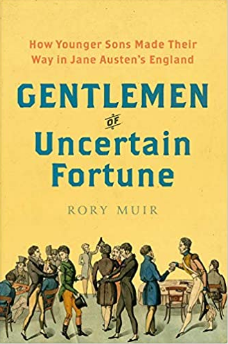 How Younger Sons Made Their
Way in Jane Austen's England
GENTLEMEN
OF
Uncertain
Fortune
RORY MUIR